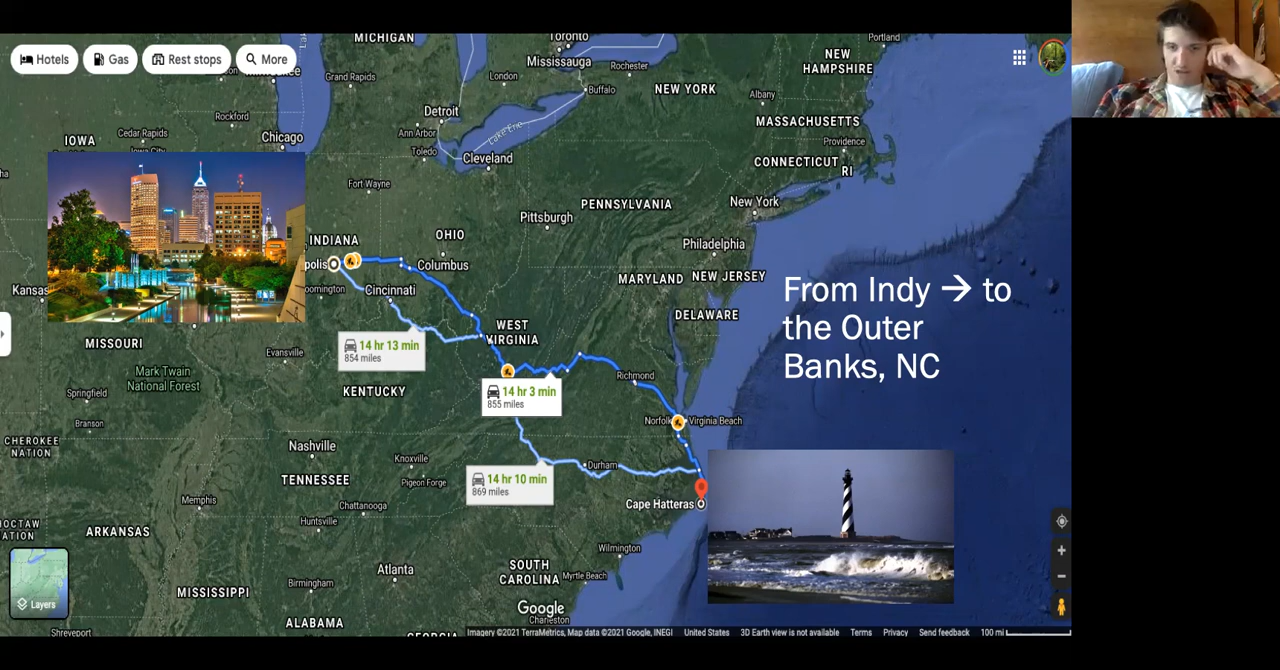 Hotels
Gas
Rest stops
More
MICHIGAN
Toronto
Mississauga
Rochester
Portland
NEW
HAMPSHIRE
Grand Rapids
London
Buffalo
NEW YORK
Albany
Rockford
Detroit
MASSACHUSETTS
IOWA
Cedar Rapids
Chicago
Ann Arbor
Toledo
Lake Erie
Providence
Iowa City
Cleveland
CONNECTICUT
RI
Fort Wayne
PENNSYLVANIA
New York
Pittsburgh
INDIANA
OHIO
Philadelphia
polis
Columbus
MARYLAND
NEW JERSEY
Kansas
oomington
Cincinnati
From Indy → to
the Outer
Banks, NC
DELAWARE
WEST
VIRGINIA
MISSOURI
14 hr 13 min
854 miles
Evansville
Mark Twain
National Forest
KENTUCKY
Richmond
14 hr 3 min
855 miles
Springfield
Branson
Norfolk
Virginia Beach
CHEROKEE
NATION
Nashville
Knoxville
Durham
TENNESSEE
Pigeon Forge
14 hr 10 min
869 miles
Memphis
Chattanooga
Cape Hatteras
Huntsville
HOCTAW
ATION
ARKANSAS
Wilmington
Atlanta
SOUTH
CAROLINA
Myrtle Beach
Birmingham
MISSISSIPPI
Layers
Google
Charleston
ALABAMA
GEORGIA
Shreveport
Imagery ©2021 TerraMetrics, Map data ©2021 Google, INEGI
United States
3D Earth view is not available
Terms
Privacy
Send feedback
100 mi